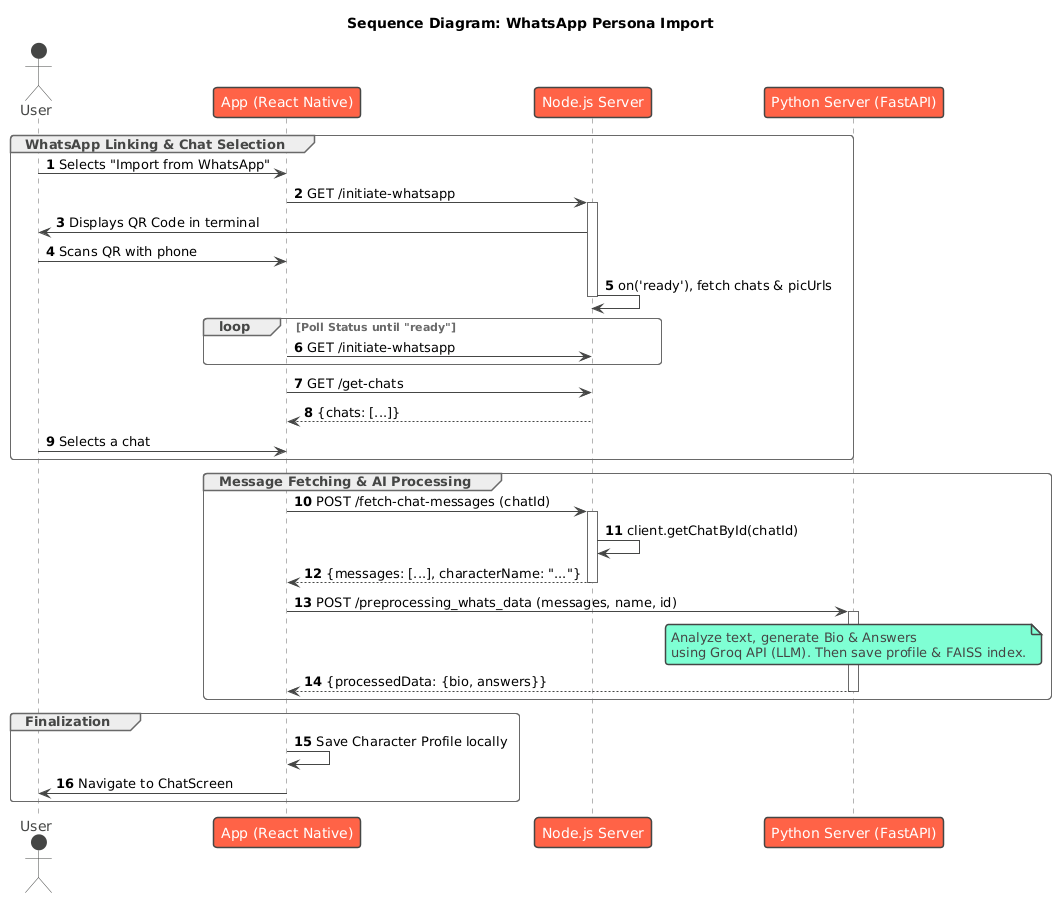 Sequence Diagram: WhatsApp Persona Import
User
App (React Native)
Node.js Server
Python Server (FastAPI)
WhatsApp Linking & Chat Selection
1 Selects "Import from WhatsApp"
2 GET /initiate-whatsapp
3 Displays QR Code in terminal
4 Scans QR with phone
5 on('ready'), fetch chats & picUrls
loop
[Poll Status until "ready"]
6 GET /initiate-whatsapp
7 GET /get-chats
8 {chats: [...]}
9 Selects a chat
Message Fetching & AI Processing
10 POST /fetch-chat-messages (chatId)
11 client.getChatById(chatId)
12 {messages: [...], characterName: "..."}
13 POST /preprocessing_whats_data (messages, name, id)
Analyze text, generate Bio & Answers
using Groq API (LLM). Then save profile & FAISS index.
14 {processedData: {bio, answers}}
Finalization
15 Save Character Profile locally
16 Navigate to ChatScreen
User
App (React Native)
Node.js Server
Python Server (FastAPI)